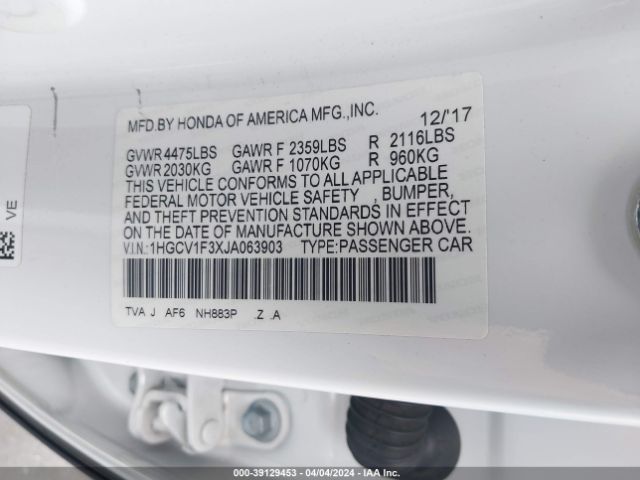 MFD.BY HONDA OF AMERICA MFG.,INC. 12/'17
GVWR 4475LBS GAWR F 2359LBS R 2116LBS
GVWR 2030KG GAWR F 1070KG R 960KG
THIS VEHICLE CONFORMS TO ALL APPLICABLE
FEDERAL MOTOR VEHICLE SAFETY , BUMPER,
AND THEFT PREVENTION STANDARDS IN EFFECT
ON THE DATE OF MANUFACTURE SHOWN ABOVE.
V.I.N.:1HGCV1F3XJA063903 TYPE:PASSENGER CAR
TVA J AF6 NH883P .Z .A
VE
000-39129453 - 04/04/2024 - IAA Inc.